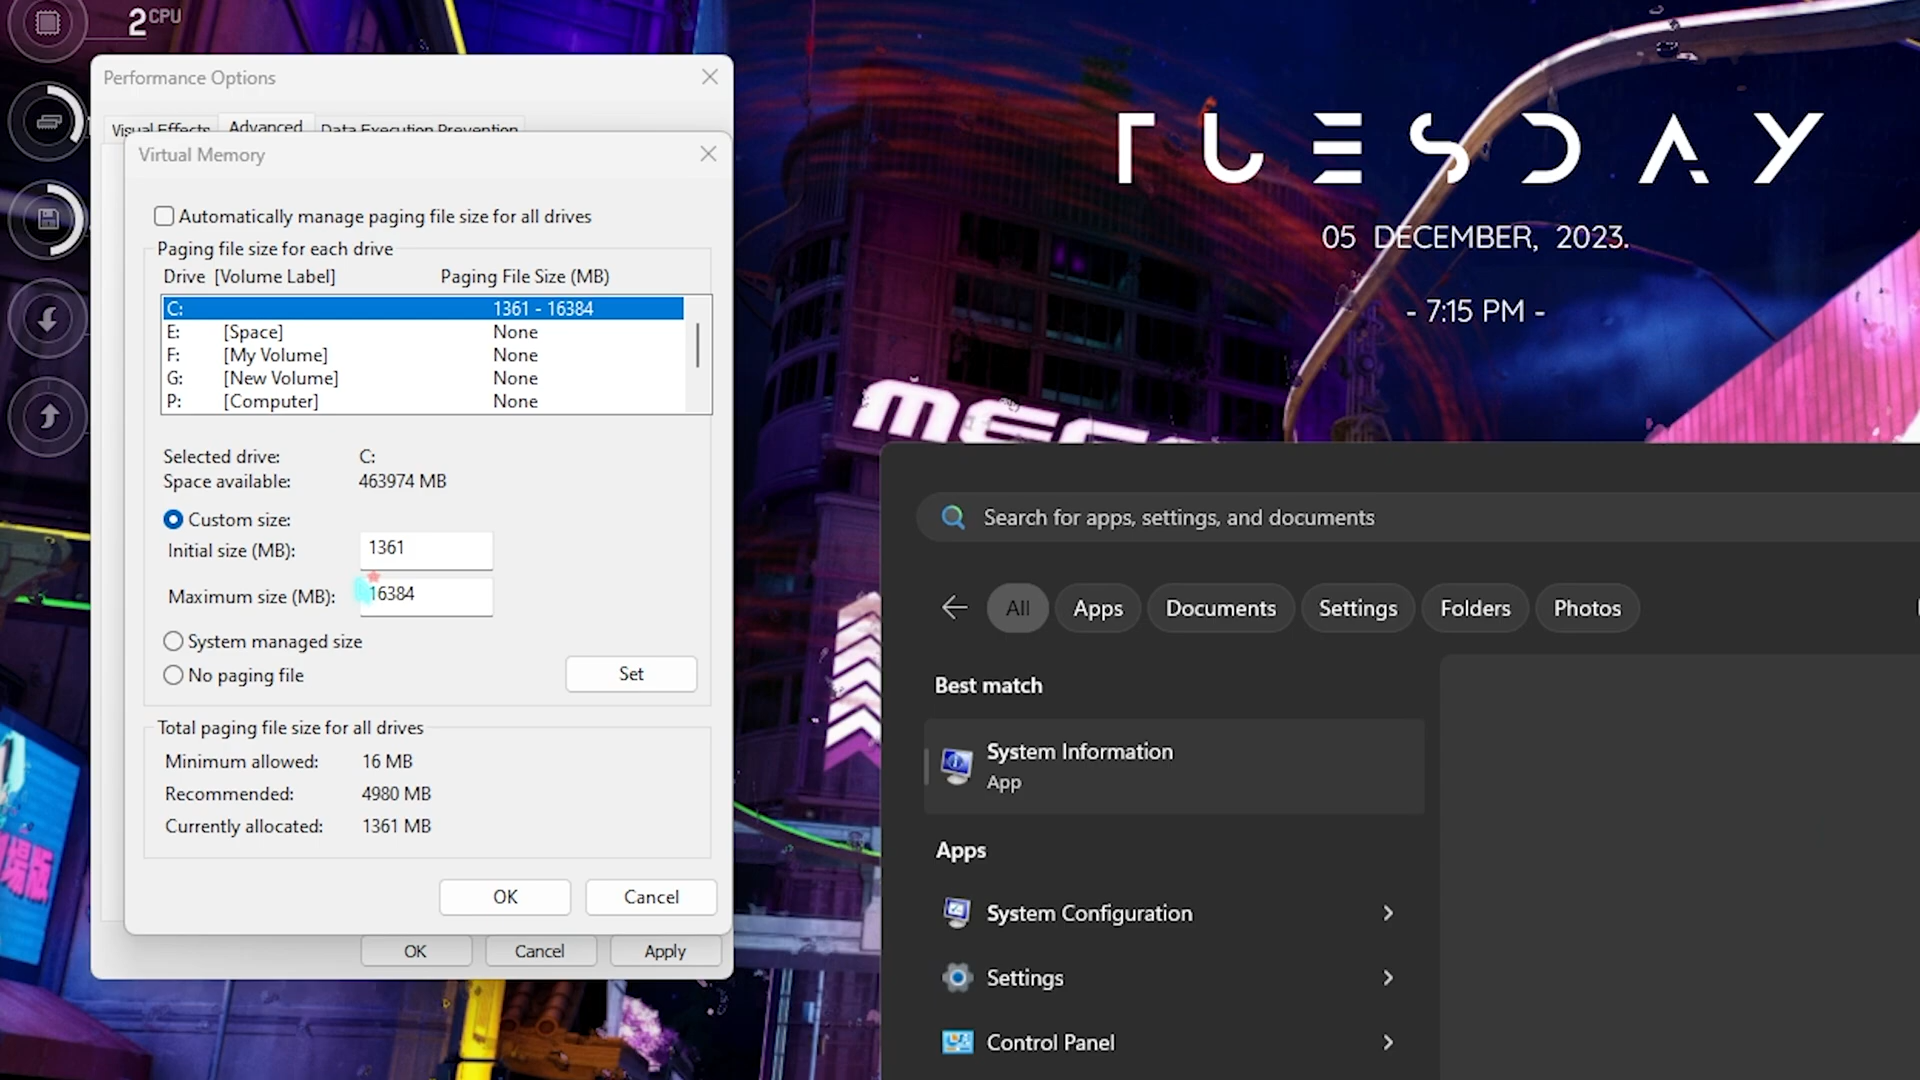 2 CPU
Performance Options
Visual Effects Advanced Data Execution Prevention
Virtual Memory
Automatically manage paging file size for all drives
Paging file size for each drive
Drive [Volume Label] Paging File Size (MB)
C: 1361 - 16384
E: [Space] None
F: [My Volume] None
G: [New Volume] None
P: [Computer] None
Selected drive: C:
Space available: 463974 MB
Custom size:
Initial size (MB): 1361
Maximum size (MB): 16384
System managed size
No paging file
Set
Total paging file size for all drives
Minimum allowed: 16 MB
Recommended: 4980 MB
Currently allocated: 1361 MB
OK Cancel
OK Cancel Apply
TUESDAY
05 DECEMBER, 2023.
- 7:15 PM -
Search for apps, settings, and documents
All Apps Documents Settings Folders Photos
Best match
System Information
App
Apps
System Configuration
Settings
Control Panel